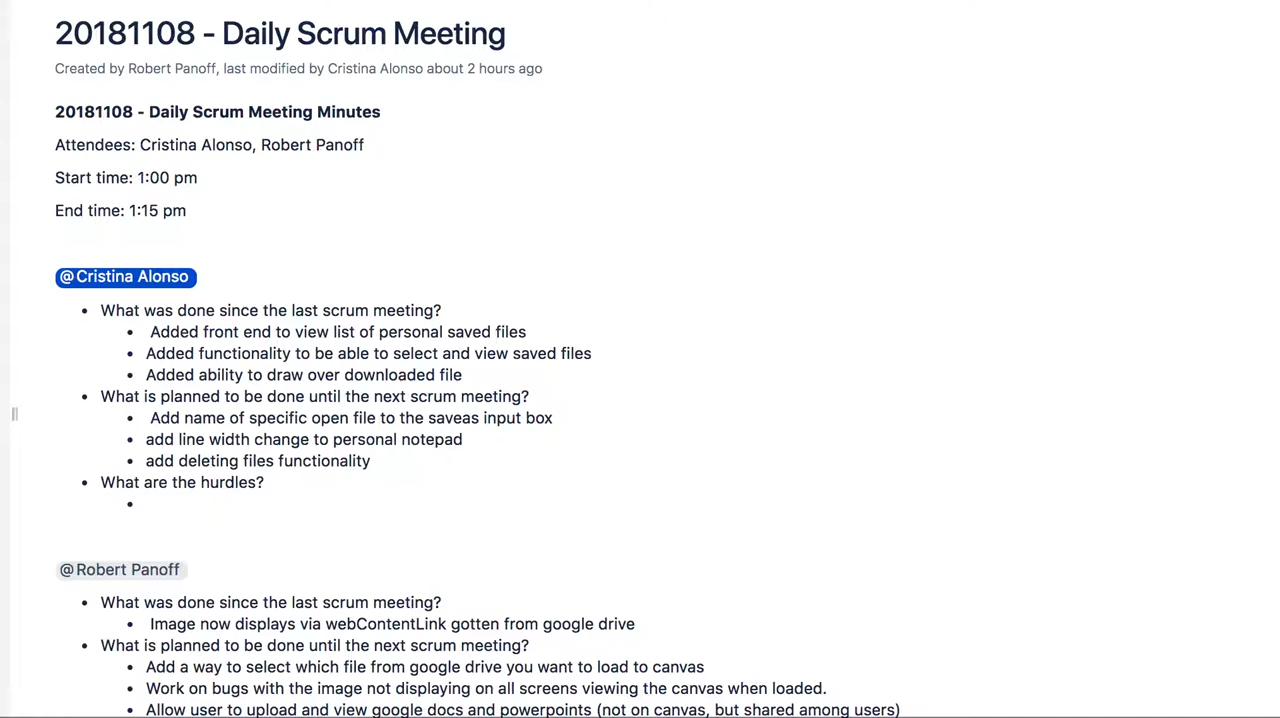 20181108 - Daily Scrum Meeting
Created by Robert Panoff, last modified by Cristina Alonso about 2 hours ago
20181108 - Daily Scrum Meeting Minutes
Attendees: Cristina Alonso, Robert Panoff
Start time: 1:00 pm
End time: 1:15 pm
@Cristina Alonso
What was done since the last scrum meeting?
Added front end to view list of personal saved files
Added functionality to be able to select and view saved files
Added ability to draw over downloaded file
What is planned to be done until the next scrum meeting?
Add name of specific open file to the saveas input box
add line width change to personal notepad
add deleting files functionality
What are the hurdles?
@Robert Panoff
What was done since the last scrum meeting?
Image now displays via webContentLink gotten from google drive
What is planned to be done until the next scrum meeting?
Add a way to select which file from google drive you want to load to canvas
Work on bugs with the image not displaying on all screens viewing the canvas when loaded.
Allow user to upload and view google docs and powerpoints (not on canvas, but shared among users)